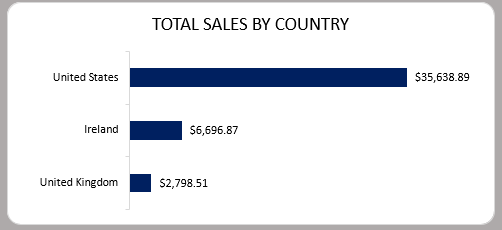 TOTAL SALES BY COUNTRY
United States $35,638.89
Ireland $6,696.87
United Kingdom $2,798.51